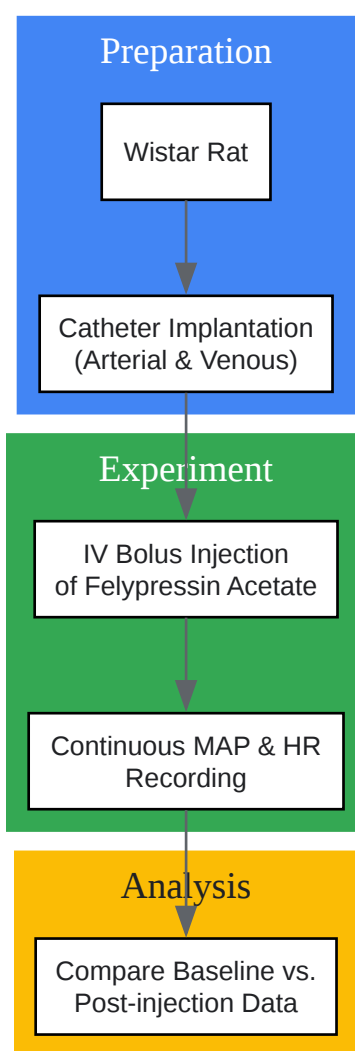 Preparation
Wistar Rat
Catheter Implantation
(Arterial & Venous)
Experiment
IV Bolus Injection
of Felypressin Acetate
Continuous MAP & HR
Recording
Analysis
Compare Baseline vs.
Post-injection Data